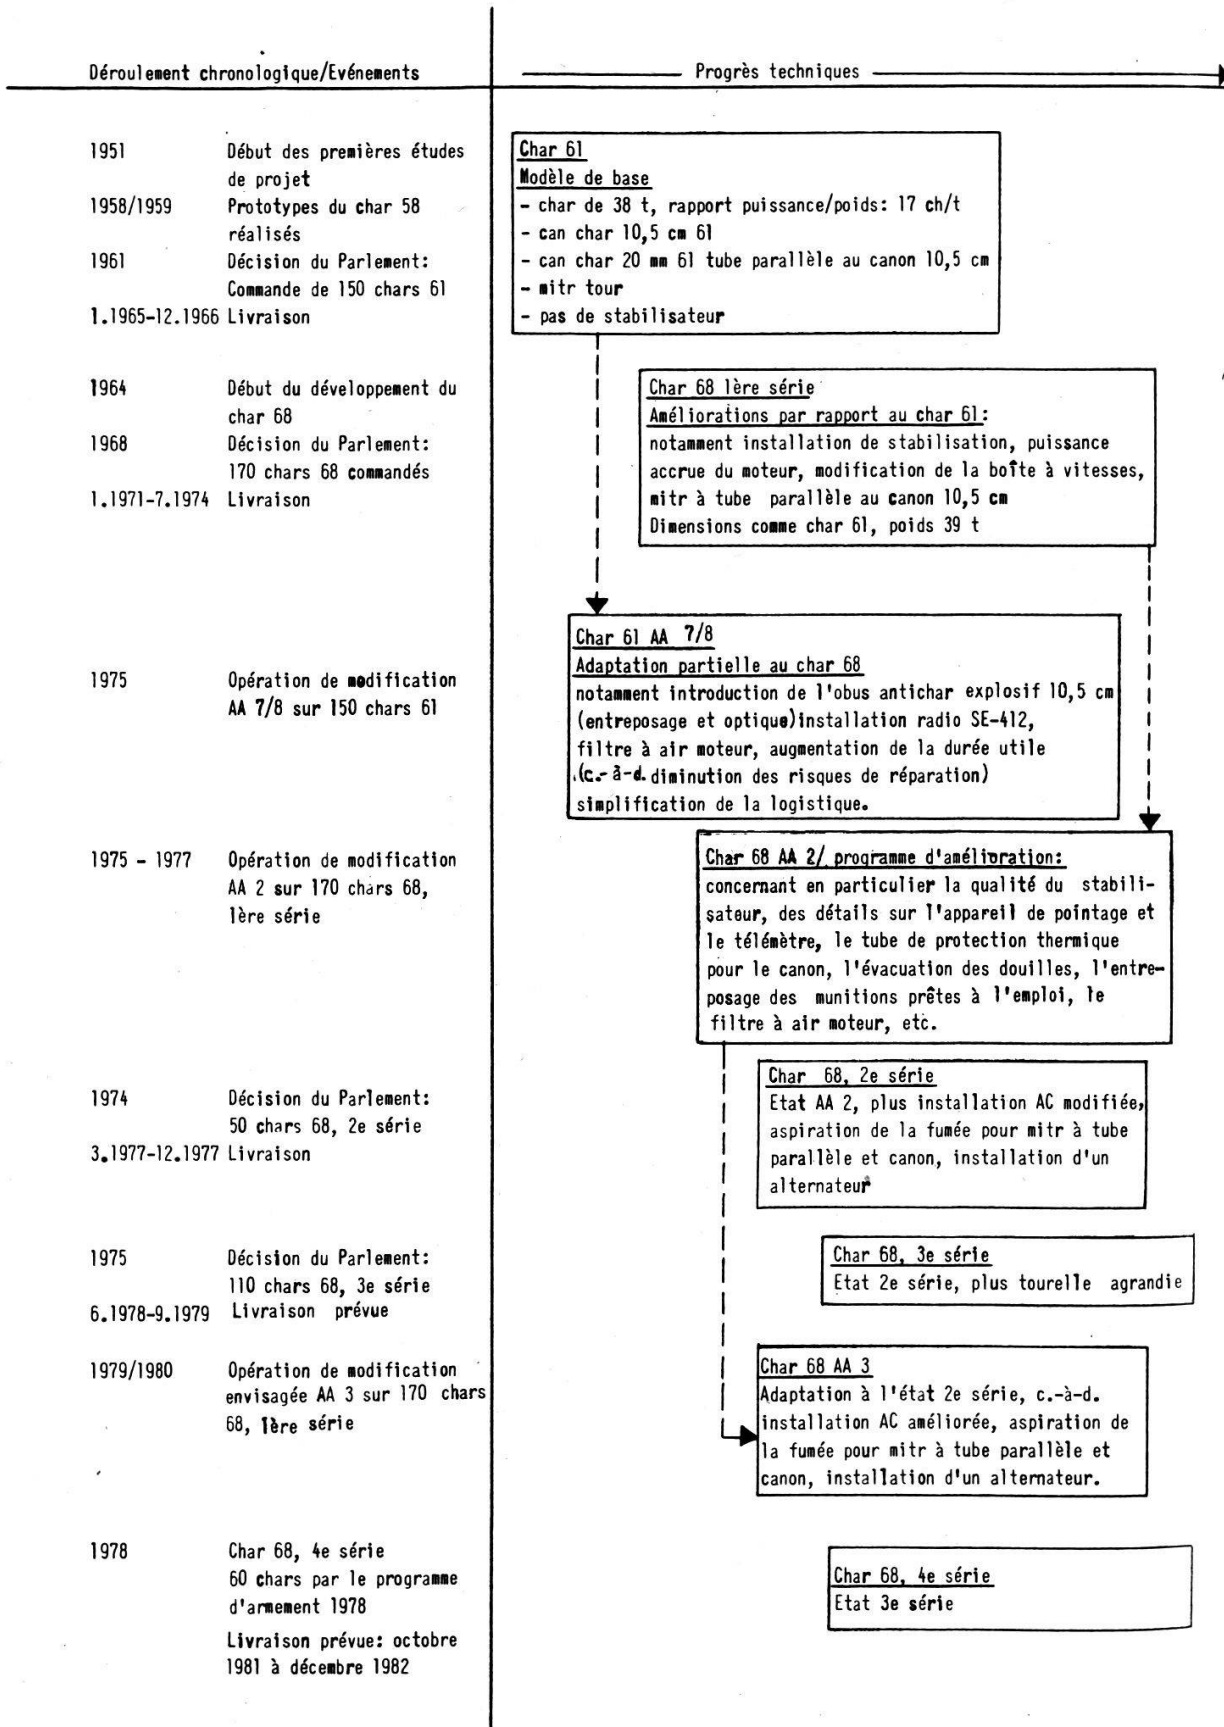 Déroulement chronologique/Evénements
Progrès techniques
1951 Début des premières études
de projet
1958/1959 Prototypes du char 58
réalisés
1961 Décision du Parlement:
Commande de 150 chars 61
1.1965-12.1966 Livraison
Char 61
Modèle de base
- char de 38 t, rapport puissance/poids: 17 ch/t
- can char 10,5 cm 61
- can char 20 mm 61 tube parallèle au canon 10,5 cm
- mitr tour
- pas de stabilisateur
1964 Début du développement du
char 68
1968 Décision du Parlement:
170 chars 68 commandés
1.1971-7.1974 Livraison
Char 68 1ère série
Améliorations par rapport au char 61:
notamment installation de stabilisation, puissance
accrue du moteur, modification de la boîte à vitesses,
mitr à tube parallèle au canon 10,5 cm
Dimensions comme char 61, poids 39 t
1975 Opération de modification
AA 7/8 sur 150 chars 61
Char 61 AA 7/8
Adaptation partielle au char 68
notamment introduction de l'obus antichar explosif 10,5 cm
(entreposage et optique)installation radio SE-412,
filtre à air moteur, augmentation de la durée utile
(c.-à-d. diminution des risques de réparation)
simplification de la logistique.
1975 - 1977 Opération de modification
AA 2 sur 170 chars 68,
1ère série
Char 68 AA 2/ programme d'amélioration:
concernant en particulier la qualité du stabili-
sateur, des détails sur l'appareil de pointage et
le télémètre, le tube de protection thermique
pour le canon, l'évacuation des douilles, l'entre-
posage des munitions prêtes à l'emploi, le
filtre à air moteur, etc.
1974 Décision du Parlement:
50 chars 68, 2e série
3.1977-12.1977 Livraison
Char 68, 2e série
Etat AA 2, plus installation AC modifiée,
aspiration de la fumée pour mitr à tube
parallèle et canon, installation d'un
alternateur
1975 Décision du Parlement:
110 chars 68, 3e série
6.1978-9.1979 Livraison prévue
Char 68, 3e série
Etat 2e série, plus tourelle agrandie
1979/1980 Opération de modification
envisagée AA 3 sur 170 chars
68, 1ère série
Char 68 AA 3
Adaptation à l'état 2e série, c.-à-d.
installation AC améliorée, aspiration de
la fumée pour mitr à tube parallèle et
canon, installation d'un alternateur.
1978 Char 68, 4e série
60 chars par le programme
d'armement 1978
Livraison prévue: octobre
1981 à décembre 1982
Char 68, 4e série
Etat 3e série